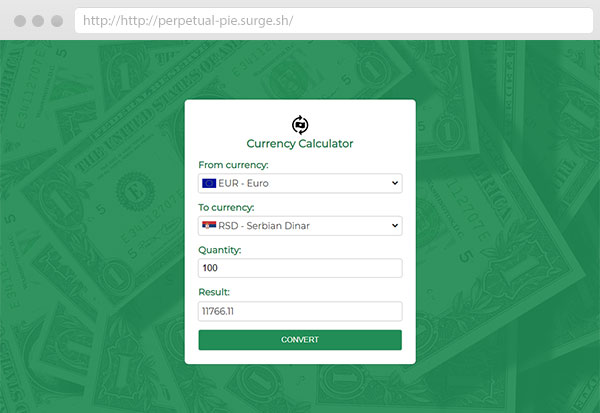 http://http://perpetual-pie.surge.sh/
Currency Calculator
From currency:
EUR - Euro
To currency:
RSD - Serbian Dinar
Quantity:
100
Result:
11766.11
CONVERT